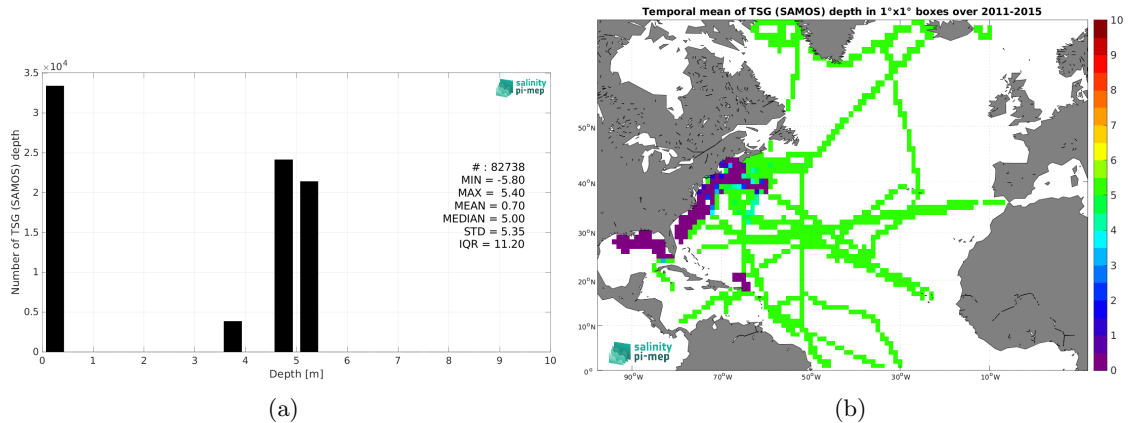 ×10^4
3.5
3
2.5
2
1.5
1
0.5
0
Number of TSG (SAMOS) depth
0 1 2 3 4 5 6 7 8 9 10
Depth [m]
salinity
pi-mep
# : 82738
MIN = -5.80
MAX = 5.40
MEAN = 0.70
MEDIAN = 5.00
STD = 5.35
IQR = 11.20
(a)
Temporal mean of TSG (SAMOS) depth in 1°x1° boxes over 2011-2015
50°N
40°N
30°N
20°N
10°N
0°
90°W 70°W 50°W 30°W 10°W
salinity
pi-mep
10
9
8
7
6
5
4
3
2
1
0
(b)